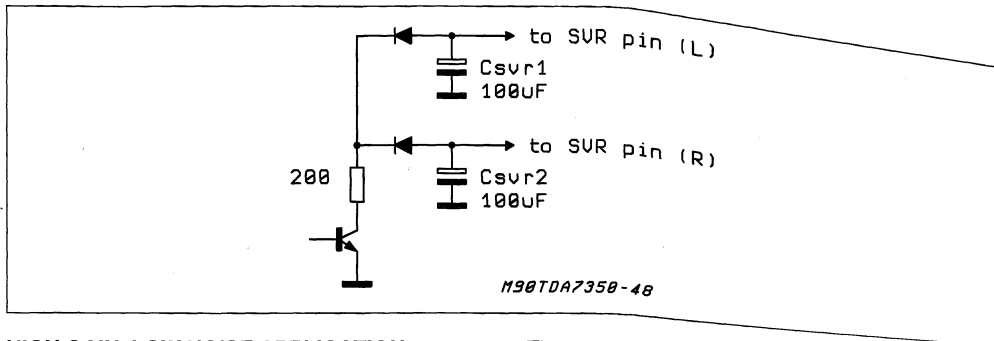 to SVR pin (L)
Csvr1
100uF
to SVR pin (R)
200
Csvr2
100uF
M90TDA7350-48